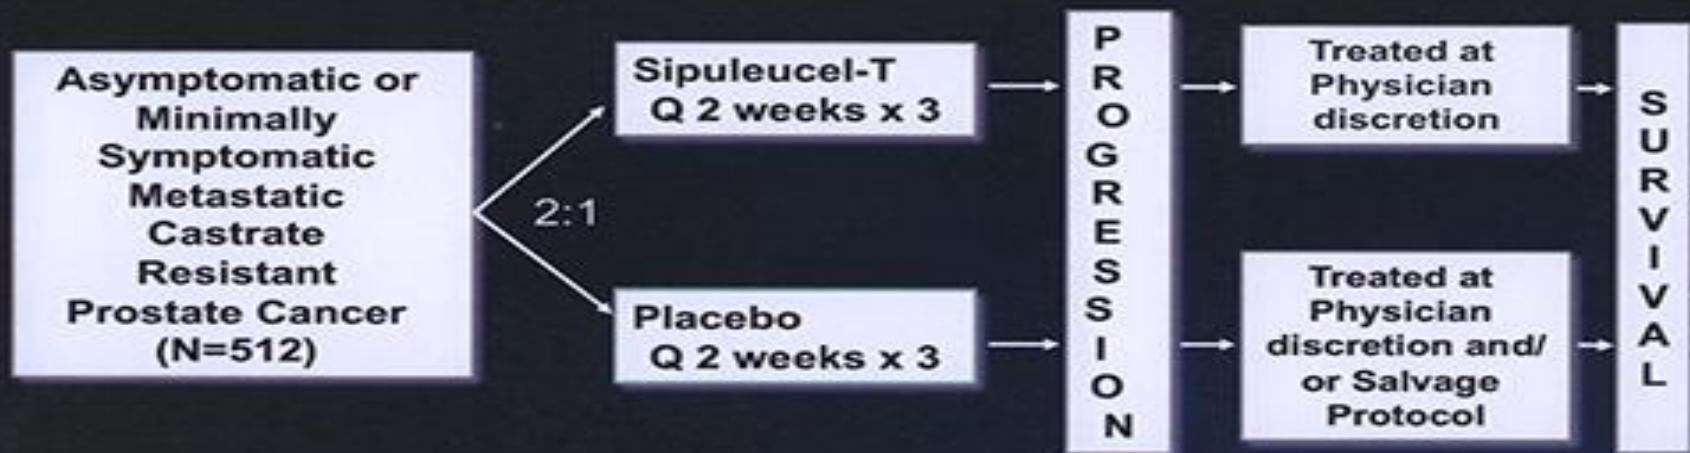 Asymptomatic or
Minimally
Symptomatic
Metastatic
Castrate
Resistant
Prostate Cancer
(N=512)
2:1
Sipuleucel-T
Q 2 weeks x 3
Placebo
Q 2 weeks x 3
PROGRESSION
Treated at
Physician
discretion
Treated at
Physician
discretion and/
or Salvage
Protocol
SURVIVAL